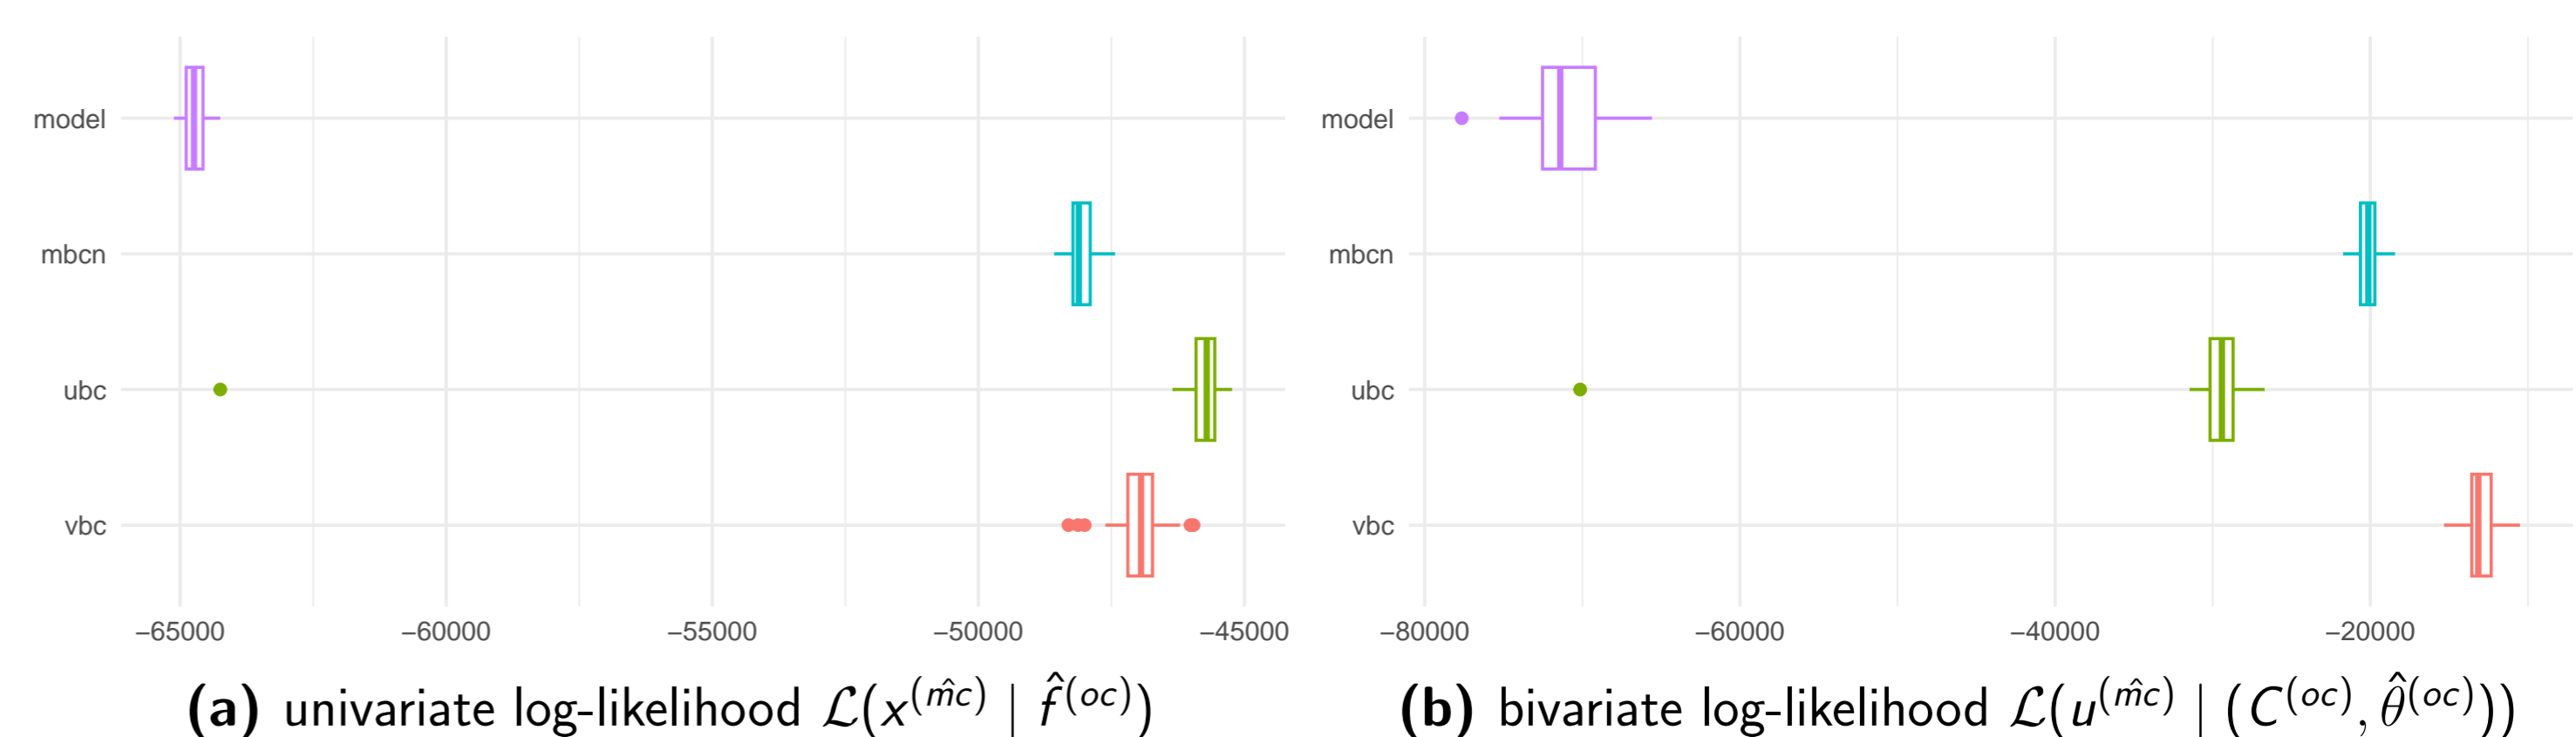 model
mbcn
ubc
vbc
−65000 −60000 −55000 −50000 −45000
(a) univariate log-likelihood ℒ(x^(m̂c) | f̂^(oc))
model
mbcn
ubc
vbc
−80000 −60000 −40000 −20000
(b) bivariate log-likelihood ℒ(u^(m̂c) | (C^(oc), θ̂^(oc)))